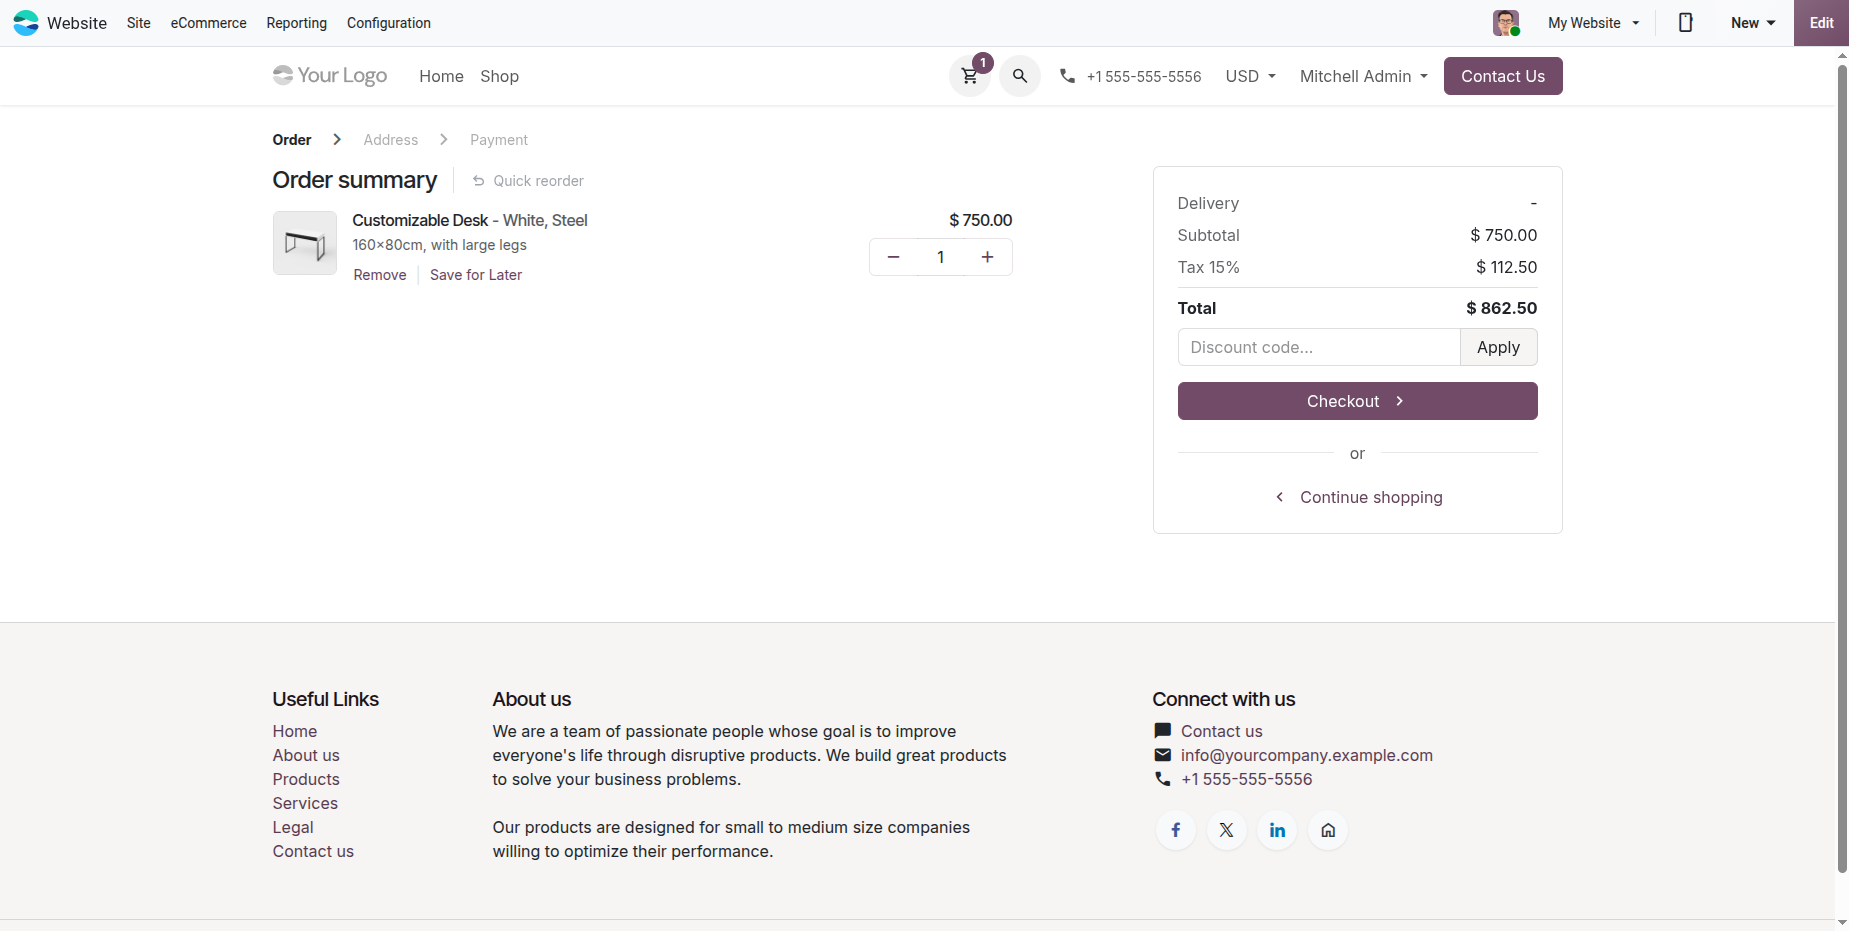 Website Site eCommerce Reporting Configuration My Website New Edit
Your Logo Home Shop 1 +1 555-555-5556 USD Mitchell Admin Contact Us
Order Address Payment
Order summary Quick reorder
Customizable Desk - White, Steel $ 750.00
160×80cm, with large legs
1
Remove Save for Later
Delivery -
Subtotal $ 750.00
Tax 15% $ 112.50
Total $ 862.50
Discount code... Apply
Checkout
or
Continue shopping
Useful Links
Home
About us
Products
Services
Legal
Contact us
About us
We are a team of passionate people whose goal is to improve
everyone's life through disruptive products. We build great products
to solve your business problems.
Our products are designed for small to medium size companies
willing to optimize their performance.
Connect with us
Contact us
info@yourcompany.example.com
+1 555-555-5556